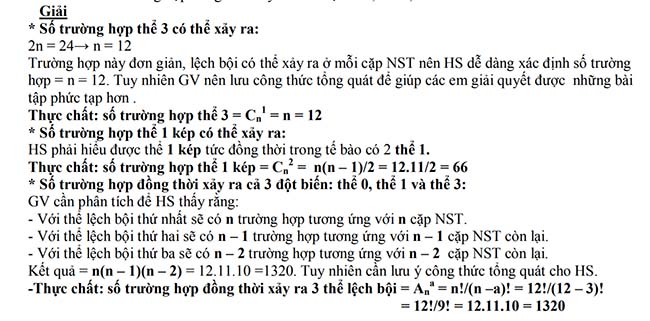 Giải
* Số trường hợp thể 3 có thể xảy ra:
2n = 24→ n = 12
Trường hợp này đơn giản, lệch bội có thể xảy ra ở mỗi cặp NST nên HS dễ dàng xác định số trường
hợp = n = 12. Tuy nhiên GV nên lưu công thức tổng quát để giúp các em giải quyết được những bài
tập phức tạp hơn .
Thực chất: số trường hợp thể 3 = Cₙ¹ = n = 12
* Số trường hợp thể 1 kép có thể xảy ra:
HS phải hiểu được thể 1 kép tức đồng thời trong tế bào có 2 thể 1.
Thực chất: số trường hợp thể 1 kép = Cₙ² = n(n – 1)/2 = 12.11/2 = 66
* Số trường hợp đồng thời xảy ra cả 3 đột biến: thể 0, thể 1 và thể 3:
GV cần phân tích để HS thấy rằng:
- Với thể lệch bội thứ nhất sẽ có n trường hợp tương ứng với n cặp NST.
- Với thể lệch bội thứ hai sẽ có n – 1 trường hợp tương ứng với n – 1 cặp NST còn lại.
- Với thể lệch bội thứ ba sẽ có n – 2 trường hợp tương ứng với n – 2 cặp NST còn lại.
Kết quả = n(n – 1)(n – 2) = 12.11.10 =1320. Tuy nhiên cần lưu ý công thức tổng quát cho HS.
-Thực chất: số trường hợp đồng thời xảy ra 3 thể lệch bội = Aₙᵃ = n!/(n –a)! = 12!/(12 – 3)!
= 12!/9! = 12.11.10 = 1320